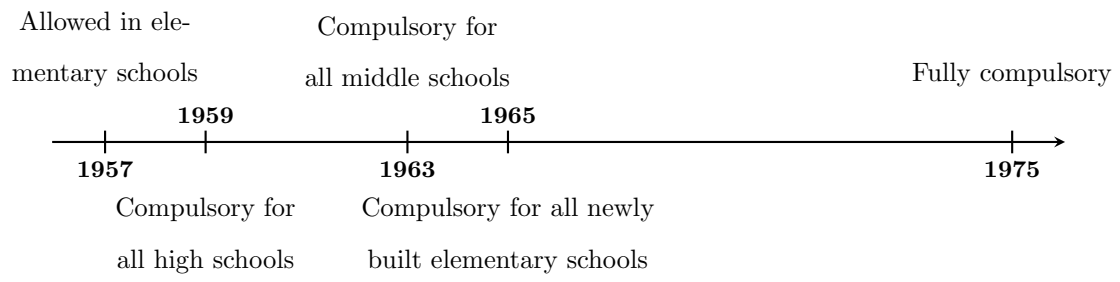 Allowed in ele-
mentary schools
Compulsory for
all middle schools
Fully compulsory
1959
1965
1957
1963
1975
Compulsory for
all high schools
Compulsory for all newly
built elementary schools